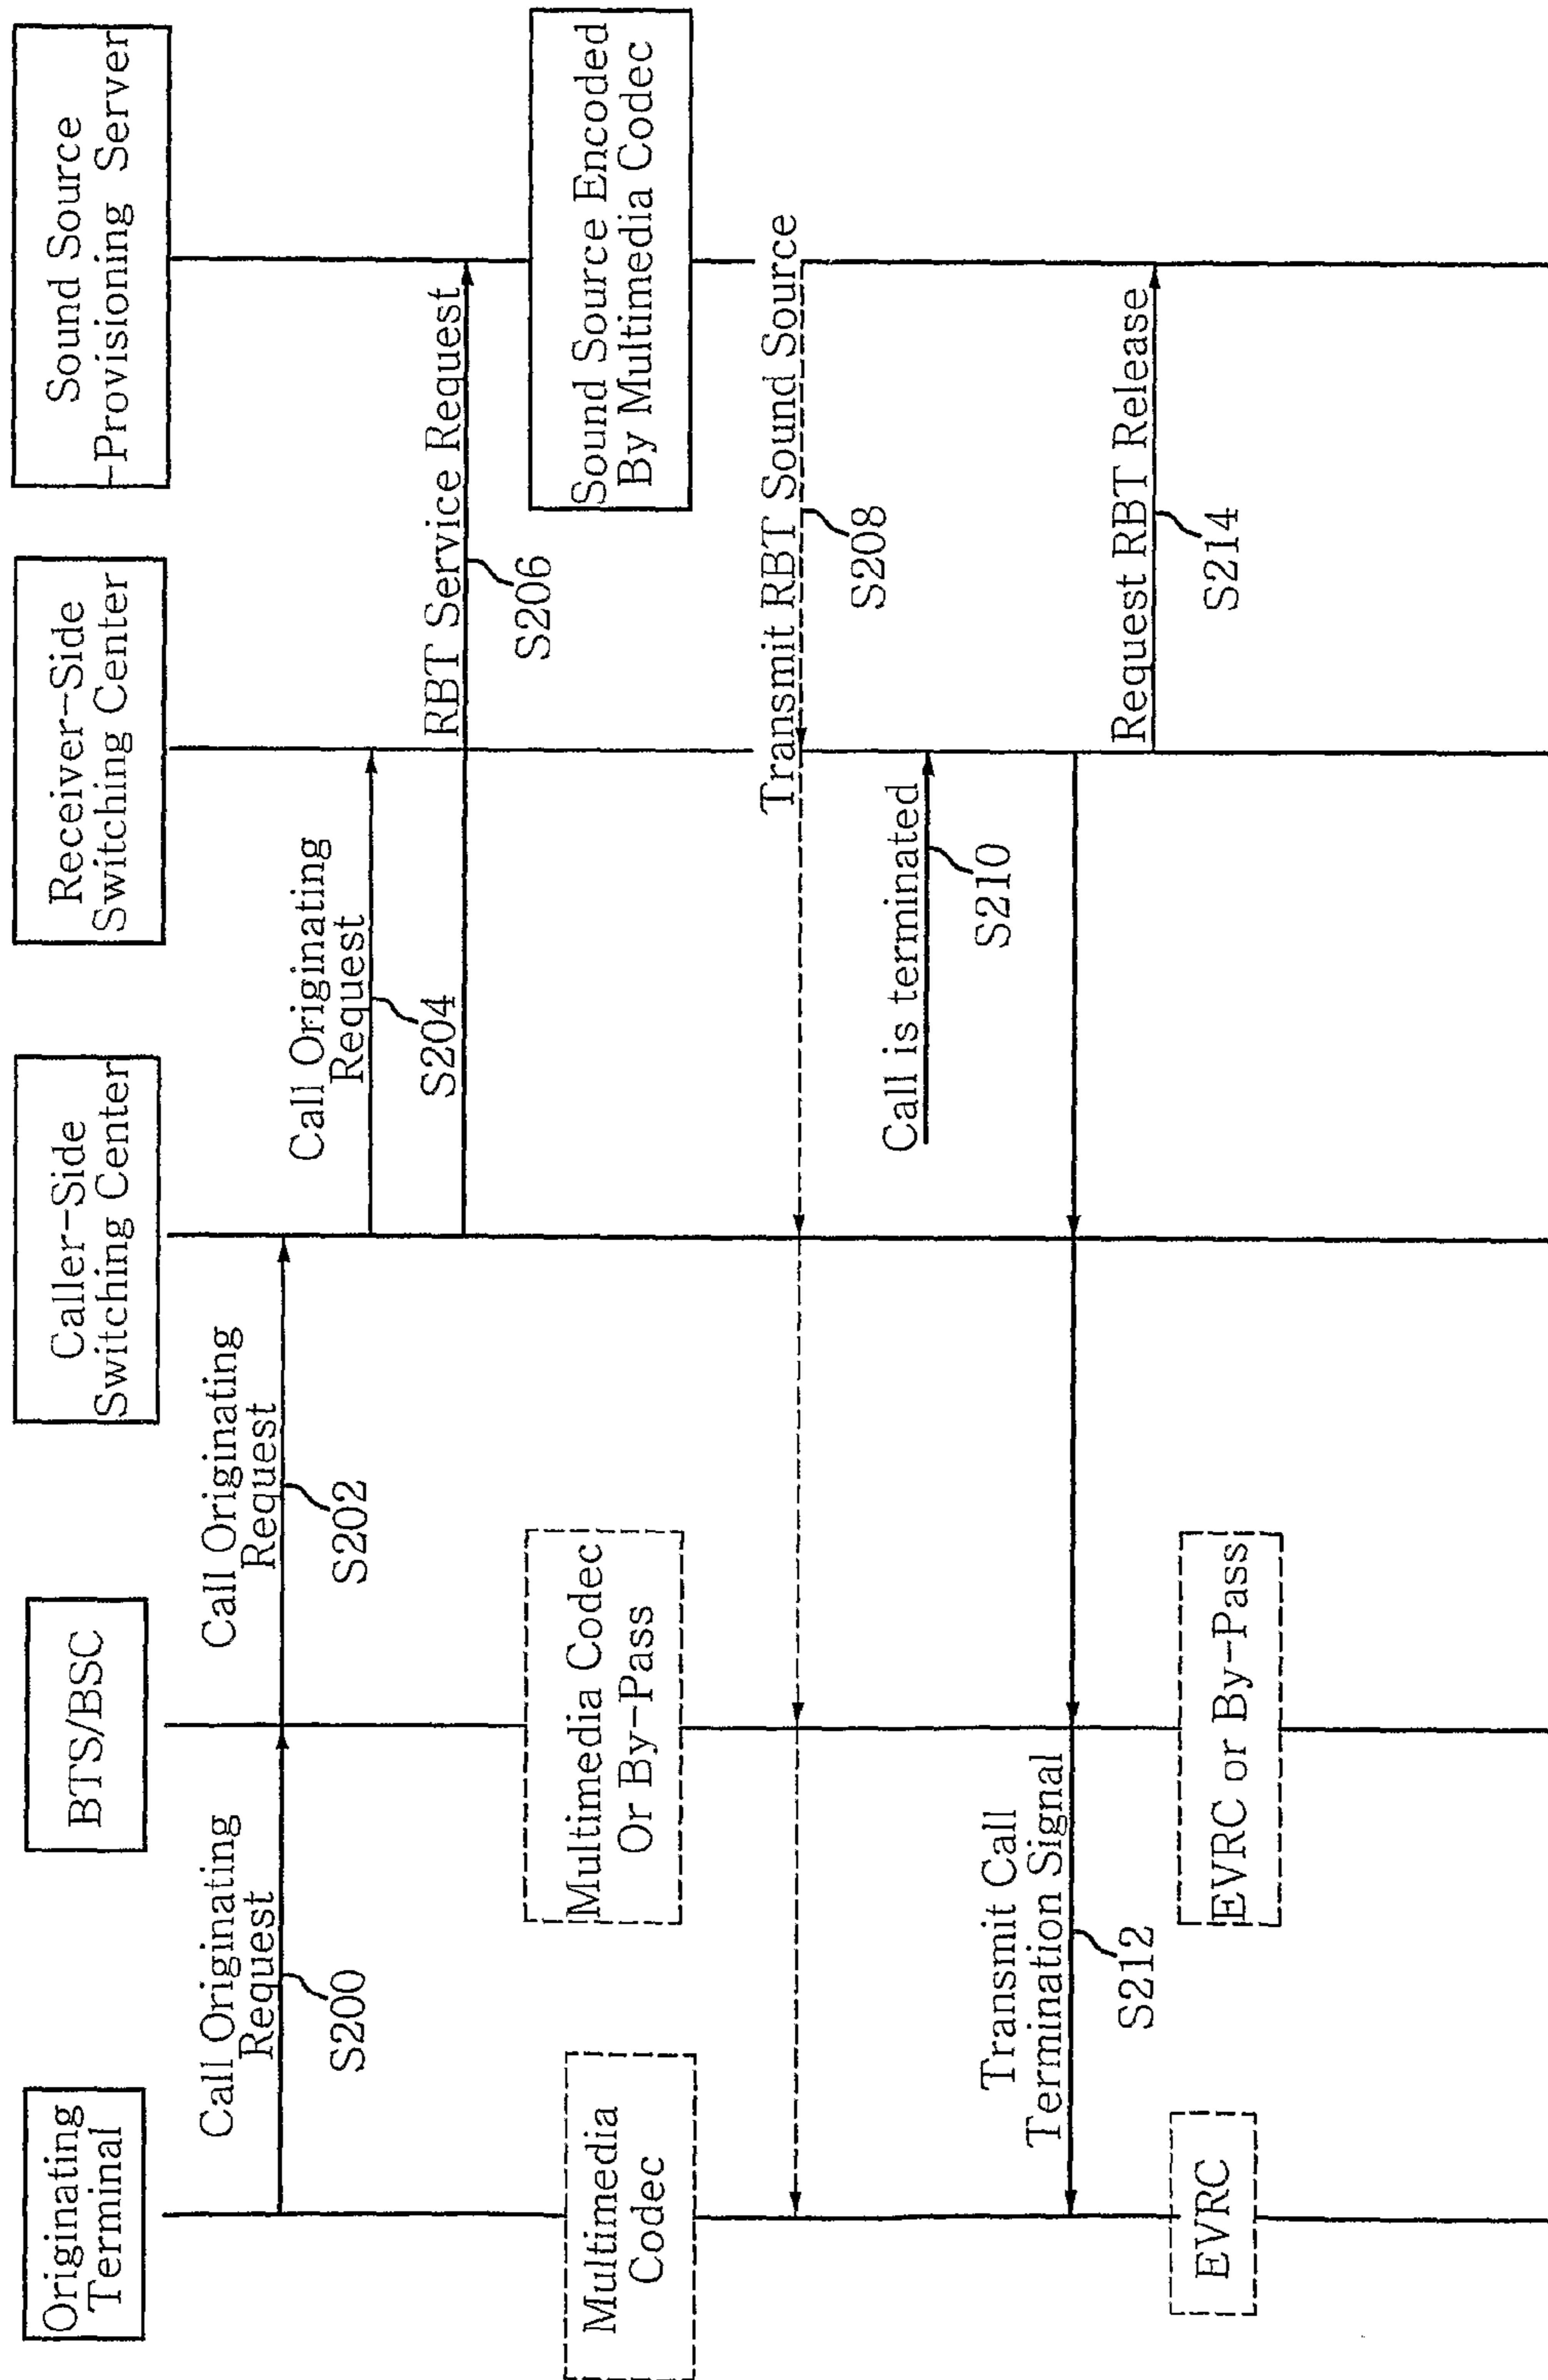 Originating
Terminal
BTS/BSC
Caller-Side
Switching Center
Receiver-Side
Switching Center
Sound Source
-Provisioning Server
Call Originating
Request
S200
Call Originating
Request
S202
Call Originating
Request
S204
RBT Service Request
S206
Multimedia
Codec
Multimedia Codec
Or By-Pass
Sound Source Encoded
By Multimedia Codec
Transmit RBT Sound Source
S208
Call is terminated
S210
Transmit Call
Termination Signal
S212
Request RBT Release
S214
EVRC
EVRC or By-Pass